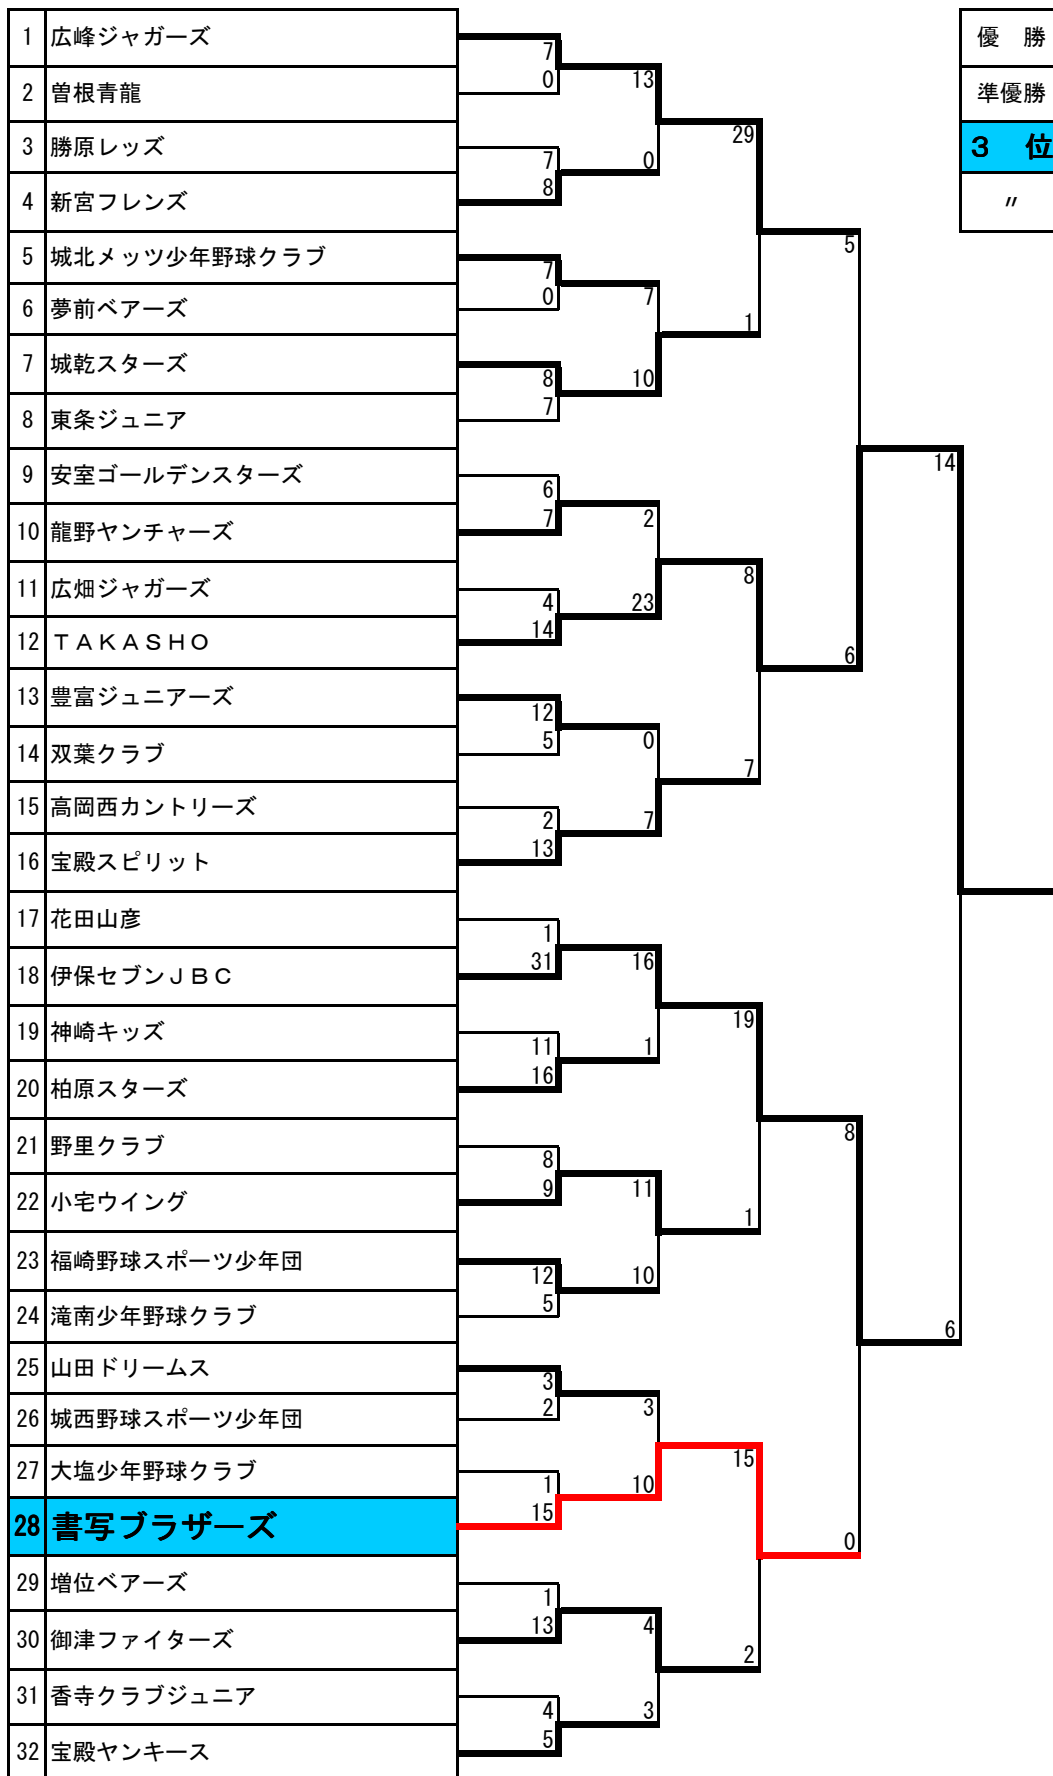 1 広峰ジャガーズ
2 曽根青龍
3 勝原レッズ
4 新宮フレンズ
5 城北メッツ少年野球クラブ
6 夢前ベアーズ
7 城乾スターズ
8 東条ジュニア
9 安室ゴールデンスターズ
10 龍野ヤンチャーズ
11 広畑ジャガーズ
12 ＴＡＫＡＳＨＯ
13 豊富ジュニアーズ
14 双葉クラブ
15 高岡西カントリーズ
16 宝殿スピリット
17 花田山彦
18 伊保セブンＪＢＣ
19 神崎キッズ
20 柏原スターズ
21 野里クラブ
22 小宅ウイング
23 福崎野球スポーツ少年団
24 滝南少年野球クラブ
25 山田ドリームス
26 城西野球スポーツ少年団
27 大塩少年野球クラブ
28 書写ブラザーズ
29 増位ベアーズ
30 御津ファイターズ
31 香寺クラブジュニア
32 宝殿ヤンキース
7
0
7
8
7
0
8
7
6
7
4
14
12
5
2
13
1
31
11
16
8
9
12
5
3
2
1
15
1
13
4
5
13
0
7
10
2
23
0
7
16
1
11
10
3
10
4
3
29
1
8
7
19
1
15
2
5
6
8
0
14
6
優　勝
準優勝
３　位
〃